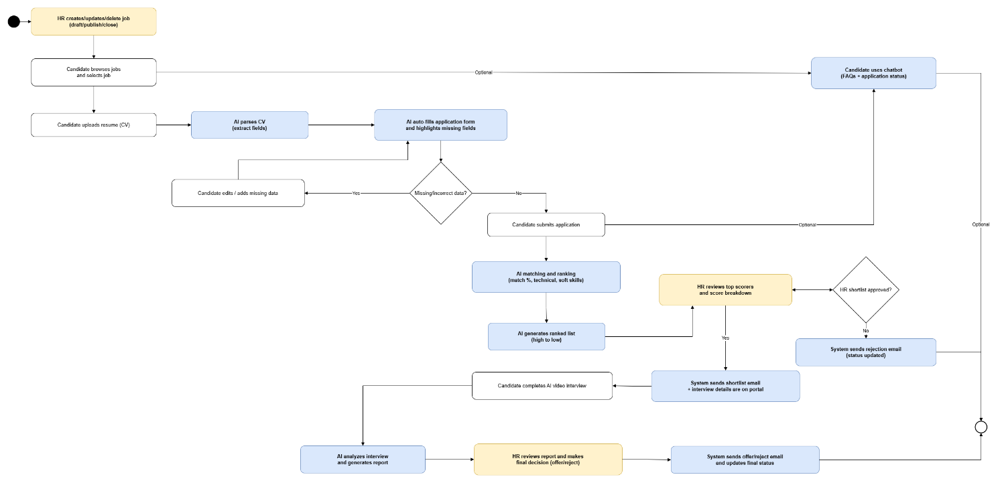 HR creates/updates/delete job
(draft/publish/close)
Candidate browses jobs
and selects job
Optional
Candidate uses chatbot
(FAQs + application status)
Candidate uploads resume (CV)
AI parses CV
(extract fields)
AI auto-fills application form
and highlights missing fields
Candidate edits / adds missing data
Yes
Missing/incorrect data?
No
Candidate submits application
Optional
Optional
AI matching and ranking
(match %, technical, soft skills)
HR reviews top scorers
and score breakdown
HR shortlist approved?
AI generates ranked list
(high to low)
Yes
No
System sends rejection email
(status updated)
Candidate completes AI video interview
System sends shortlist email
+ interview details are on portal
AI analyzes interview
and generates report
HR reviews report and makes
final decision (offer/reject)
System sends offer/reject email
and updates final status